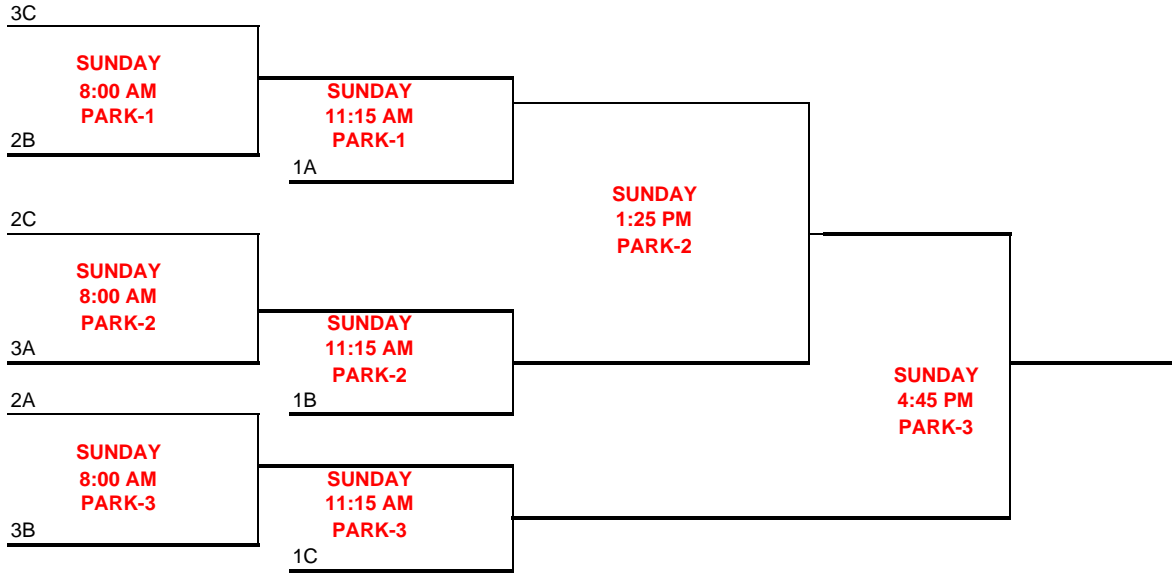 3C
SUNDAY
8:00 AM
PARK-1
2B
SUNDAY
11:15 AM
PARK-1
1A
SUNDAY
1:25 PM
PARK-2
2C
SUNDAY
8:00 AM
PARK-2
3A
SUNDAY
11:15 AM
PARK-2
1B
SUNDAY
4:45 PM
PARK-3
2A
SUNDAY
8:00 AM
PARK-3
3B
SUNDAY
11:15 AM
PARK-3
1C